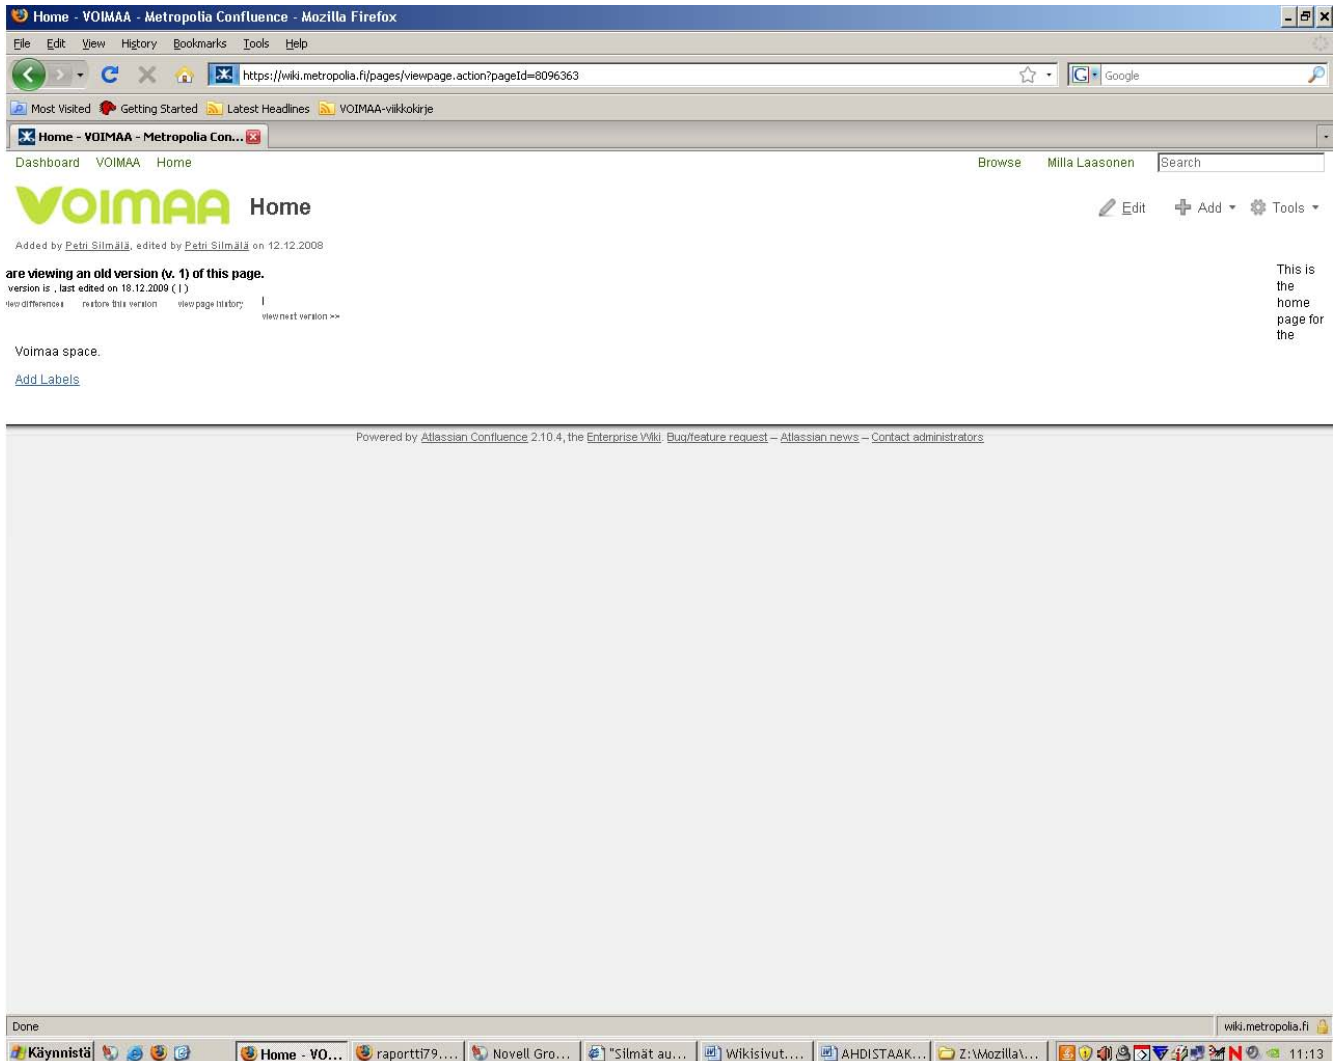 Home - VOIMAA - Metropolia Confluence - Mozilla Firefox
File Edit View History Bookmarks Tools Help
https://wiki.metropolia.fi/pages/viewpage.action?pageId=8096363 Google
Most Visited Getting Started Latest Headlines VOIMAA-viikkokirje
Home - VOIMAA - Metropolia Con...
Dashboard VOIMAA Home Browse Milla Laasonen Search
VOIMAA Home Edit Add Tools
Added by Petri Silmälä, edited by Petri Silmälä on 12.12.2008
are viewing an old version (v. 1) of this page.
version is , last edited on 18.12.2009 ( | )
iew differences restore this version view page history |
view next version >>
This is
the
home
page for
the
Voimaa space.
Add Labels
Powered by Atlassian Confluence 2.10.4, the Enterprise Wiki. Bug/feature request – Atlassian news – Contact administrators
Done wiki.metropolia.fi
Käynnistä Home - VO... raportti79.... Novell Gro... "Silmät au... Wikisivut.... AHDISTAAK... Z:\Mozilla\... 11:13